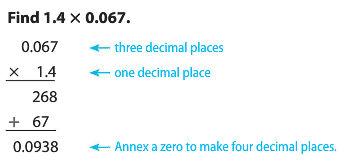 Find 1.4 × 0.067.
0.067 ← three decimal places
× 1.4 ← one decimal place
268
+ 67
0.0938 ← Annex a zero to make four decimal places.